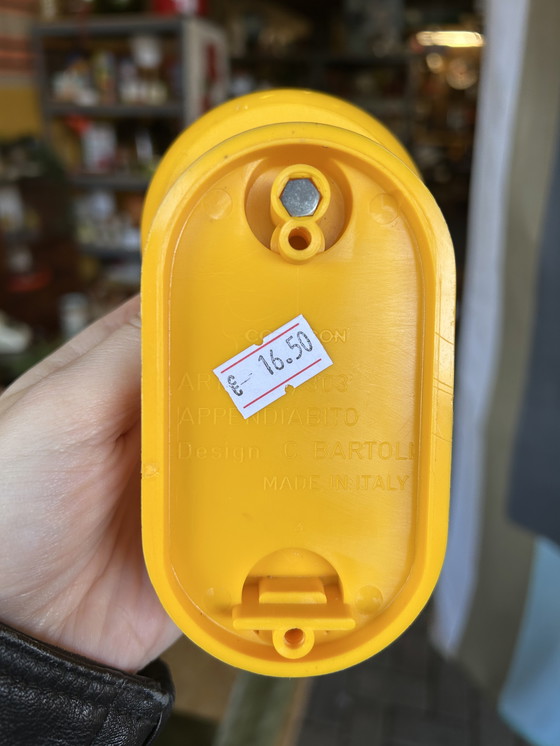 £ 16.50
APPENDIABITO
Design C. BARTOLI
MADE IN ITALY